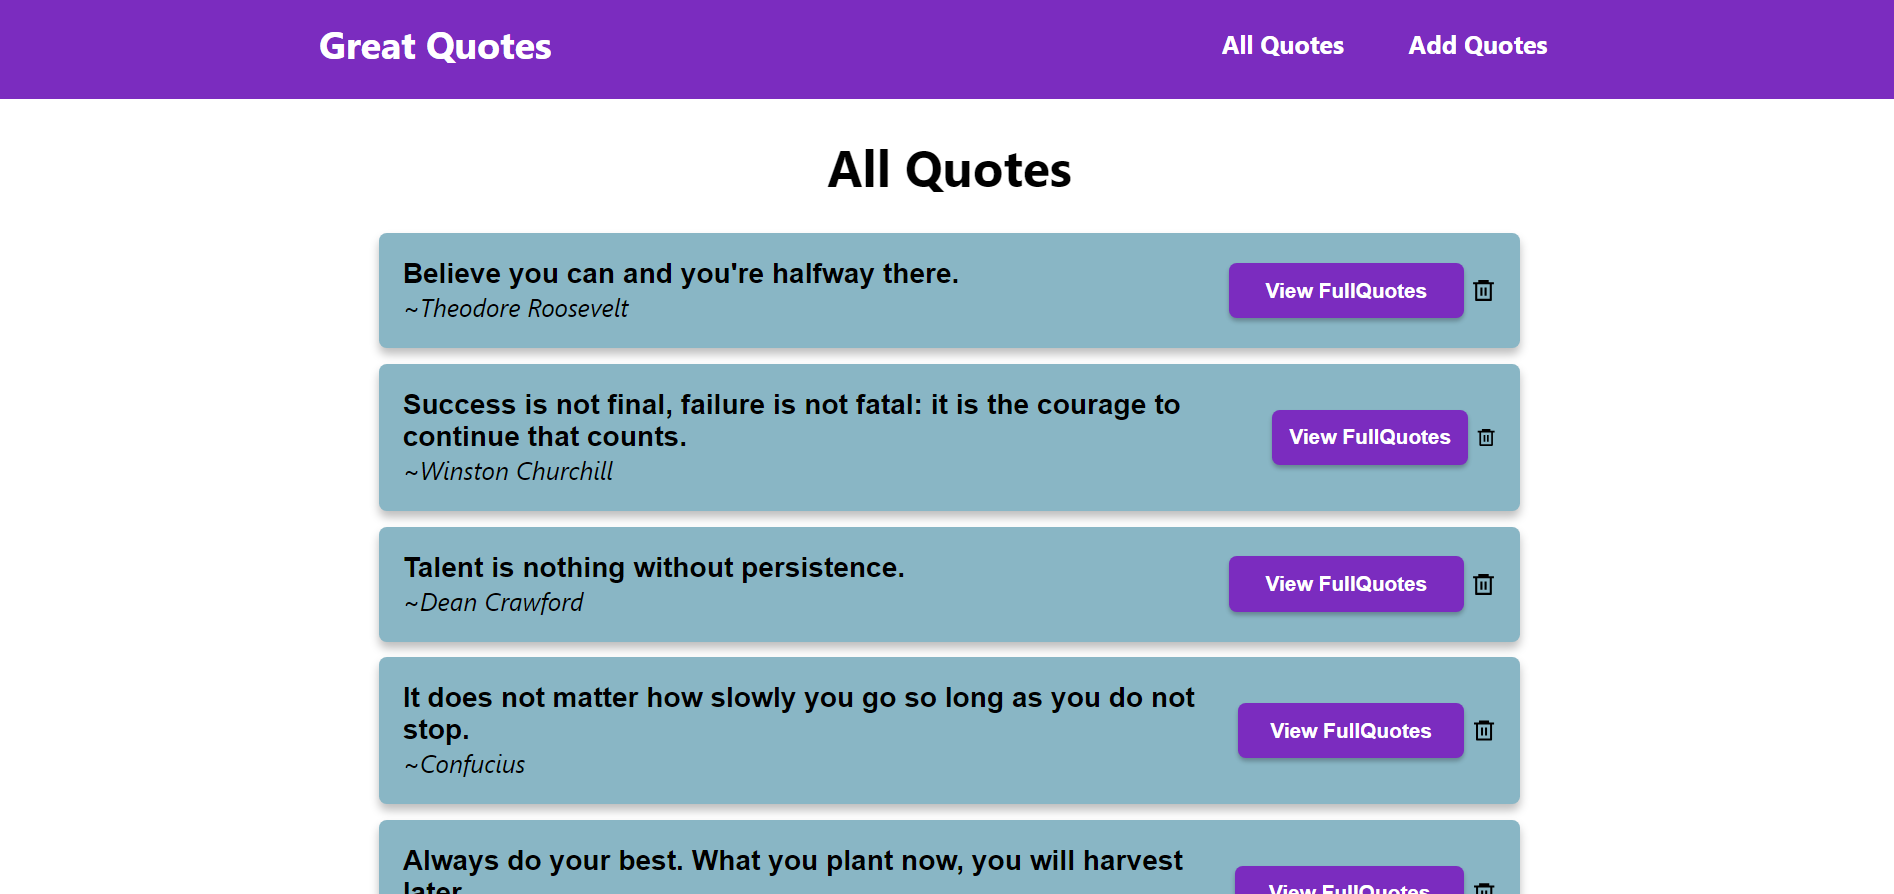 Great Quotes
All Quotes
Add Quotes
All Quotes
Believe you can and you're halfway there.
~Theodore Roosevelt
View FullQuotes
Success is not final, failure is not fatal: it is the courage to
continue that counts.
~Winston Churchill
View FullQuotes
Talent is nothing without persistence.
~Dean Crawford
View FullQuotes
It does not matter how slowly you go so long as you do not
stop.
~Confucius
View FullQuotes
Always do your best. What you plant now, you will harvest
later
View FullQuotes